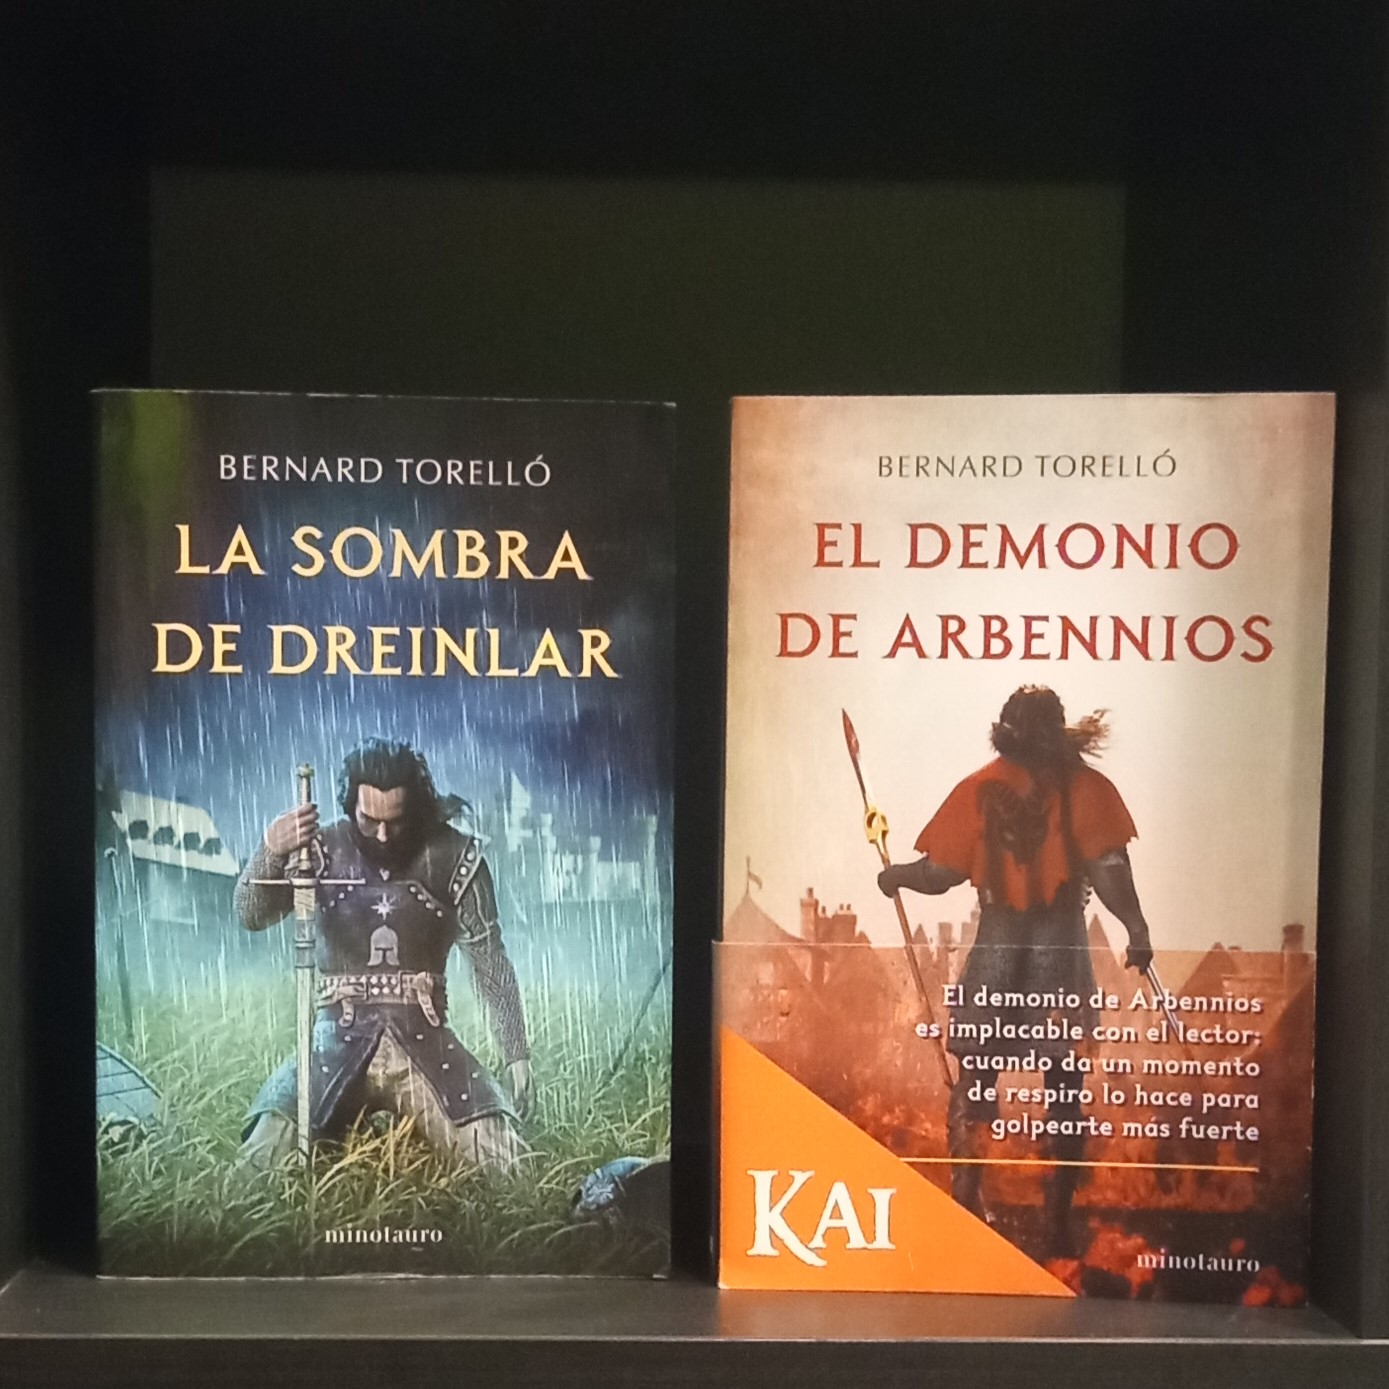 BERNARD TORELLÓ
LA SOMBRA
DE DREINLAR
minotauro
BERNARD TORELLÓ
EL DEMONIO
DE ARBENNIOS
El demonio de Arbennios
es implacable con el lector:
cuando da un momento
de respiro lo hace para
golpearte más fuerte
KAI
minotauro